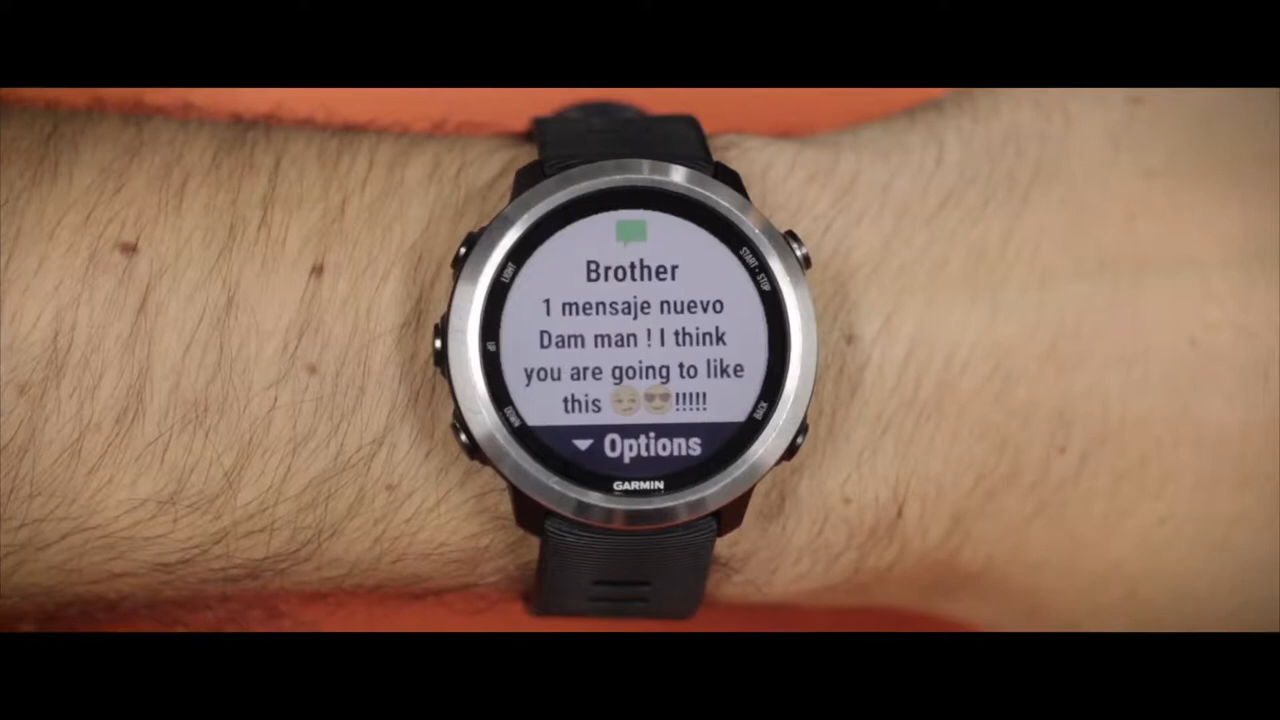 Brother
1 mensaje nuevo
Dam man ! I think
you are going to like
this 😏😎!!!!!
Options
GARMIN
LIGHT
UP
DOWN
START · STOP
BACK